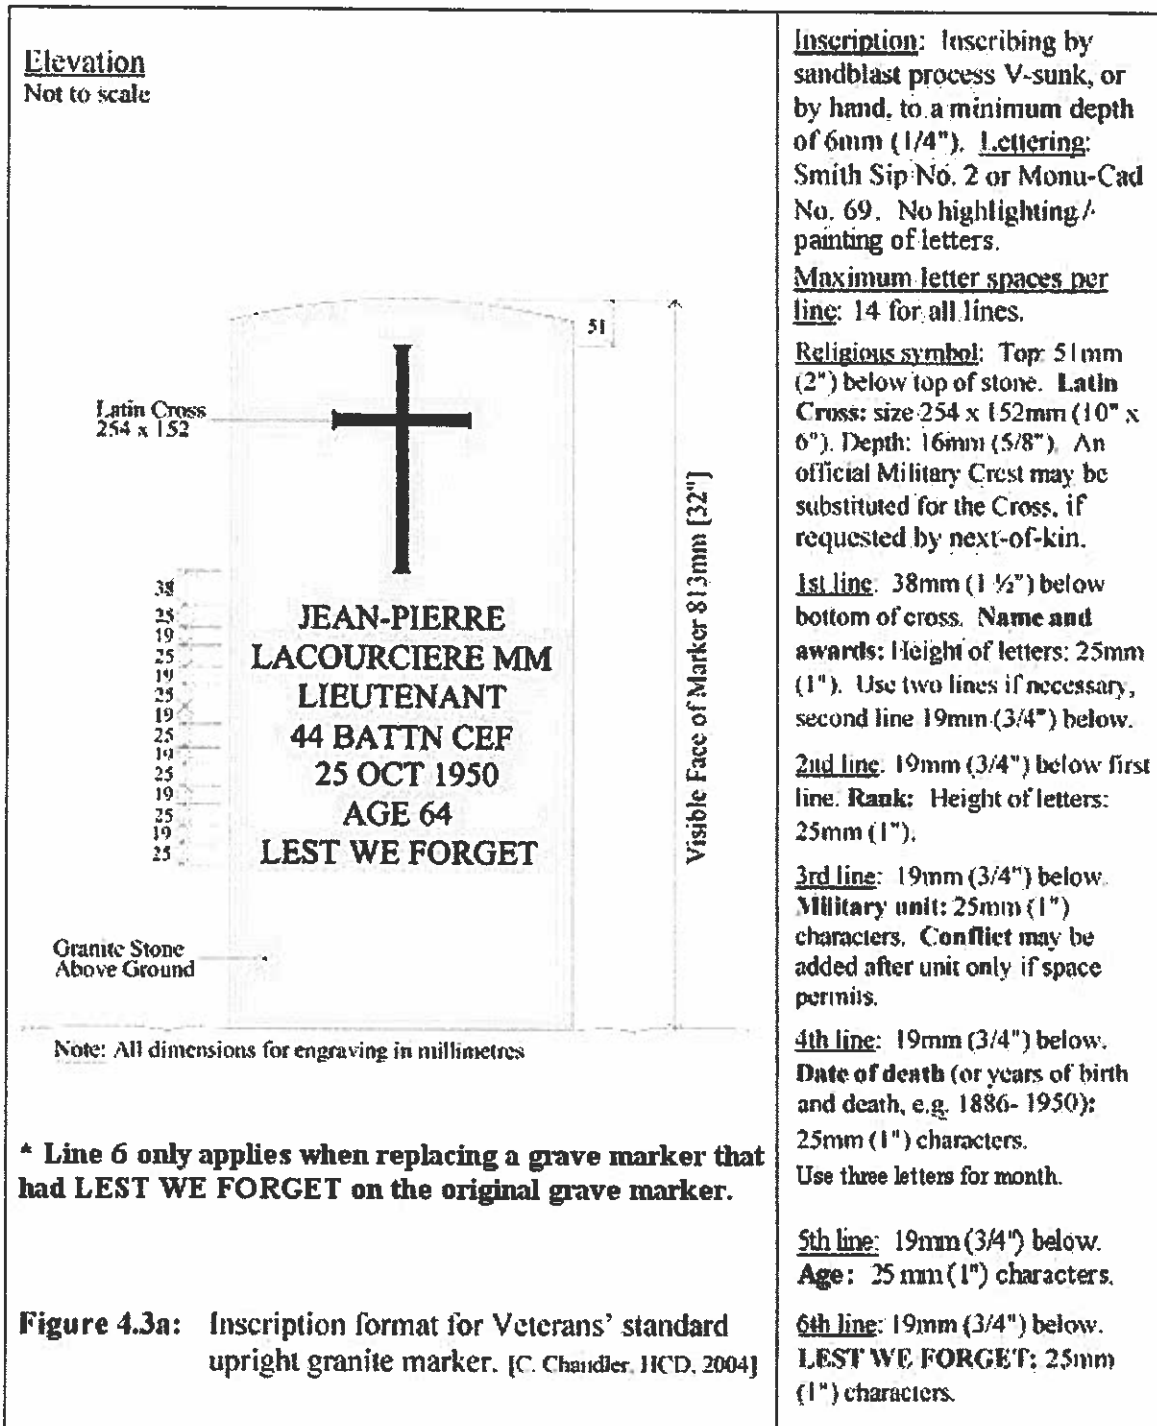 Elevation
Not to scale
51
Latin Cross
254 x 152
38
25
19
25
19
25
19
25
19
25
19
25
19
25
JEAN-PIERRE
LACOURCIERE MM
LIEUTENANT
44 BATTN CEF
25 OCT 1950
AGE 64
LEST WE FORGET
Visible Face of Marker 813mm [32"]
Granite Stone
Above Ground
Note: All dimensions for engraving in millimetres
* Line 6 only applies when replacing a grave marker that
had LEST WE FORGET on the original grave marker.
Figure 4.3a: Inscription format for Veterans' standard
upright granite marker. [C. Chandler, HCD, 2004]
Inscription: Inscribing by
sandblast process V-sunk, or
by hand, to a minimum depth
of 6mm (1/4"). Lettering:
Smith Sip No. 2 or Monu-Cad
No. 69. No highlighting/
painting of letters.
Maximum letter spaces per
line: 14 for all lines.
Religious symbol: Top: 51mm
(2") below top of stone. Latin
Cross: size 254 x 152mm (10" x
6"). Depth: 16mm (5/8"). An
official Military Crest may be
substituted for the Cross, if
requested by next-of-kin.
1st line: 38mm (1 ½") below
bottom of cross. Name and
awards: Height of letters: 25mm
(1"). Use two lines if necessary,
second line 19mm (3/4") below.
2nd line: 19mm (3/4") below first
line. Rank: Height of letters:
25mm (1").
3rd line: 19mm (3/4") below.
Military unit: 25mm (1")
characters. Conflict may be
added after unit only if space
permits.
4th line: 19mm (3/4") below.
Date of death (or years of birth
and death, e.g. 1886- 1950):
25mm (1") characters.
Use three letters for month.
5th line: 19mm (3/4") below.
Age: 25 mm (1") characters.
6th line: 19mm (3/4") below.
LEST WE FORGET: 25mm
(1") characters.